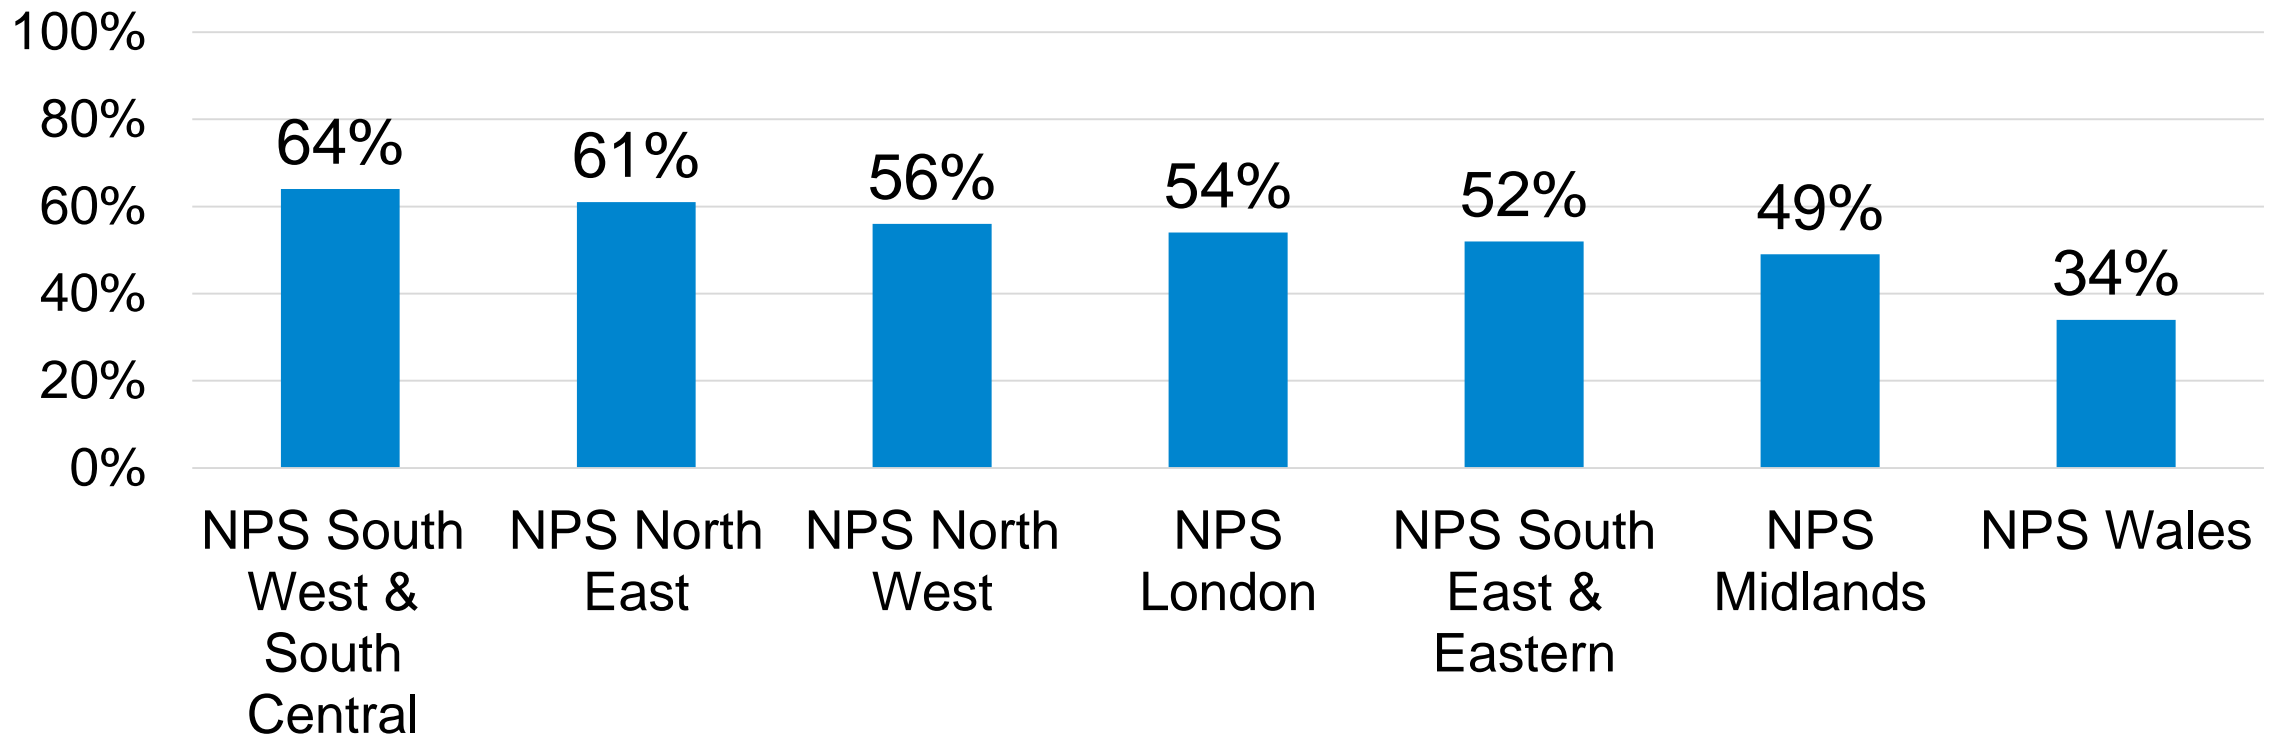 100%
80%
60%
40%
20%
0%
64%
61%
56%
54%
52%
49%
34%
NPS South
West &
South
Central
NPS North
East
NPS North
West
NPS
London
NPS South
East &
Eastern
NPS
Midlands
NPS Wales